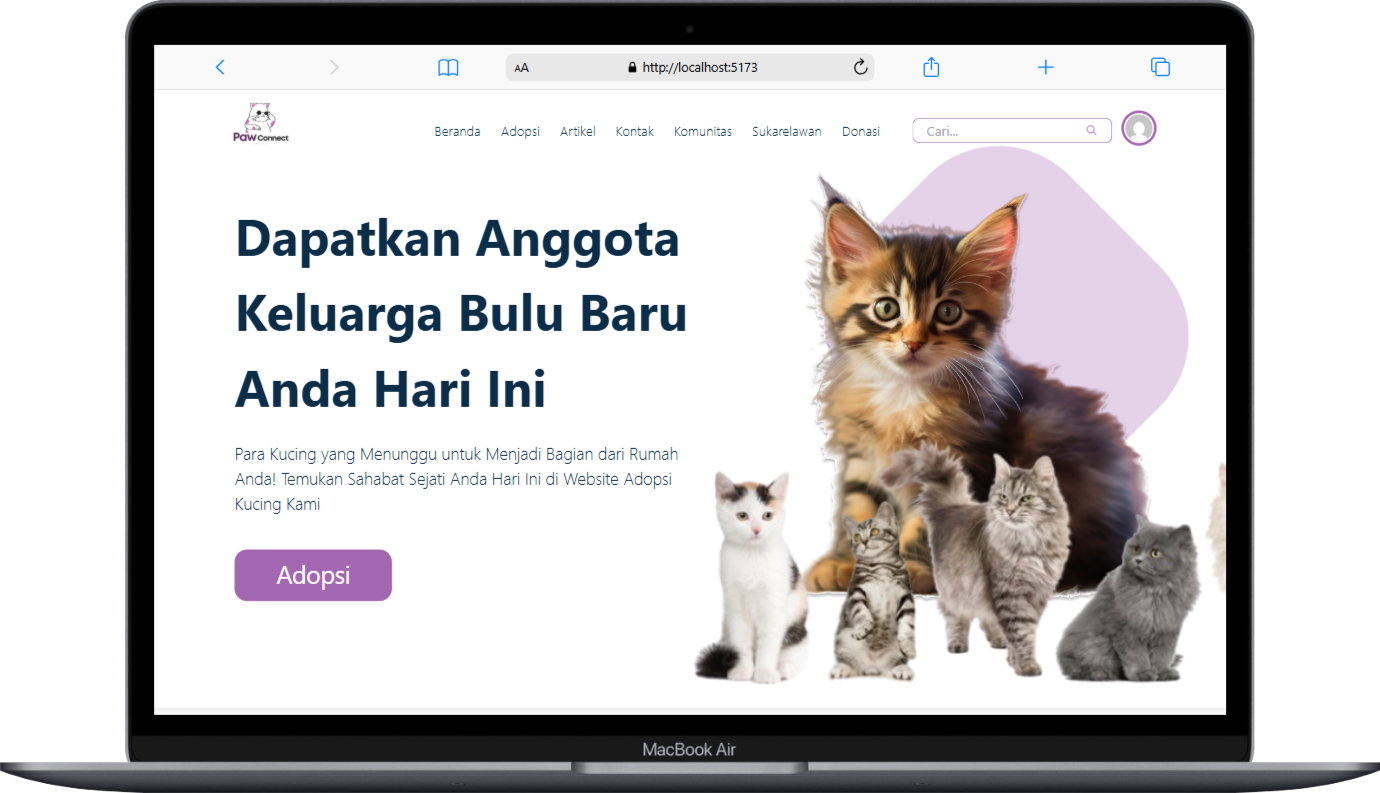 AA
http://localhost:5173
Paw Connect
Beranda Adopsi Artikel Kontak Komunitas Sukarelawan Donasi
Cari...
Dapatkan Anggota
Keluarga Bulu Baru
Anda Hari Ini
Para Kucing yang Menunggu untuk Menjadi Bagian dari Rumah
Anda! Temukan Sahabat Sejati Anda Hari Ini di Website Adopsi
Kucing Kami
Adopsi
MacBook Air